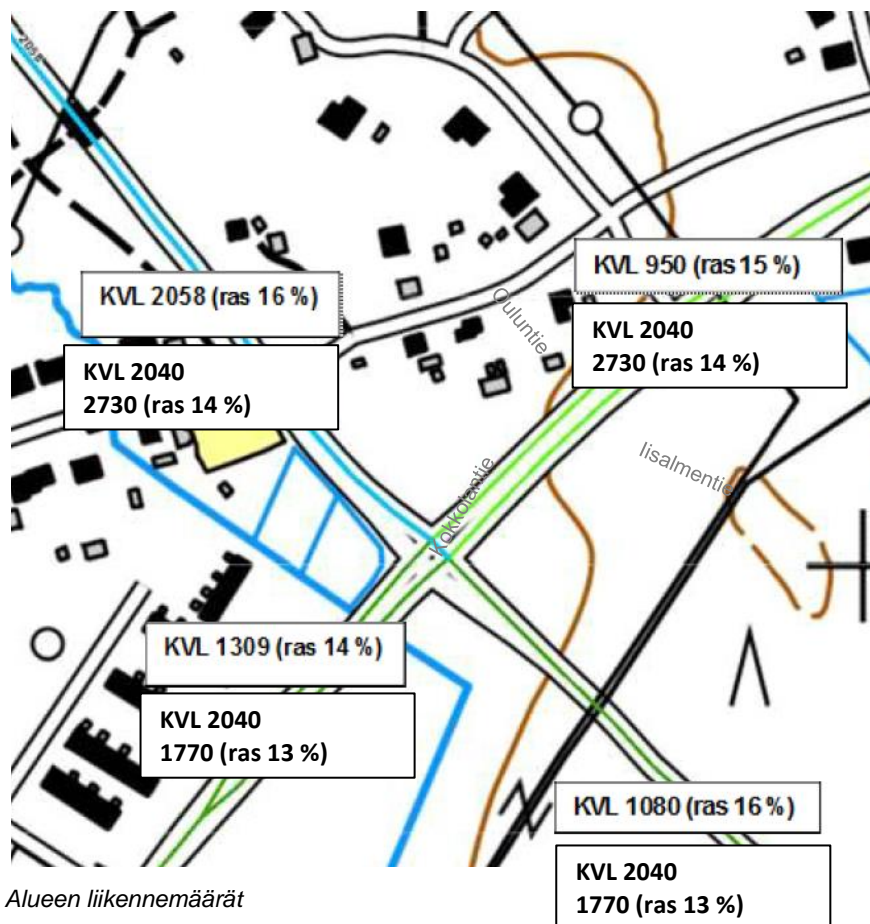 2058
KVL 2058 (ras 16 %)
KVL 2040
2730 (ras 14 %)
KVL 950 (ras 15 %)
KVL 2040
2730 (ras 14 %)
Ouluntie
Iisalmentie
Kokkolantie
KVL 1309 (ras 14 %)
KVL 2040
1770 (ras 13 %)
KVL 1080 (ras 16 %)
KVL 2040
1770 (ras 13 %)
Alueen liikennemäärät